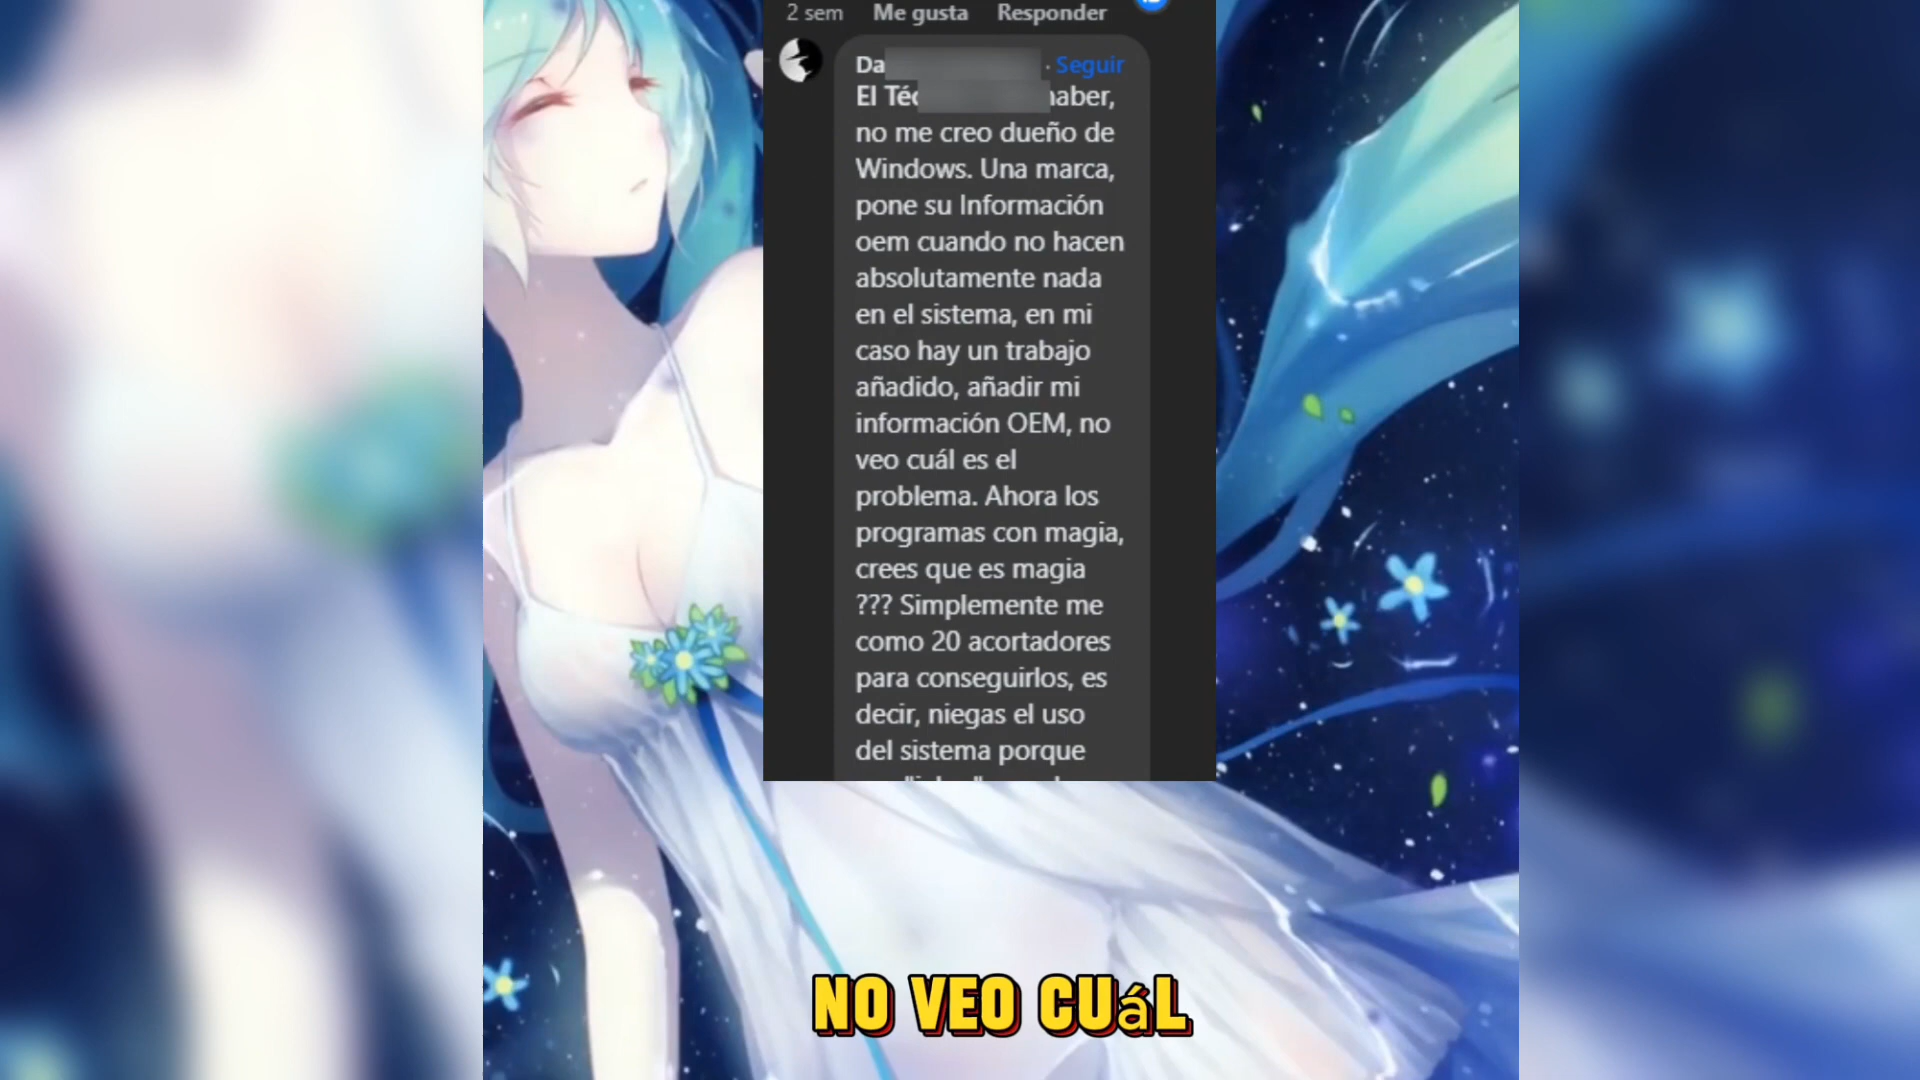 2 sem Me gusta Responder
Da · Seguir
El Téc haber,
no me creo dueño de
Windows. Una marca,
pone su Información
oem cuando no hacen
absolutamente nada
en el sistema, en mi
caso hay un trabajo
añadido, añadir mi
información OEM, no
veo cuál es el
problema. Ahora los
programas con magia,
crees que es magia
??? Simplemente me
como 20 acortadores
para conseguirlos, es
decir, niegas el uso
del sistema porque
NO VEO CUáL